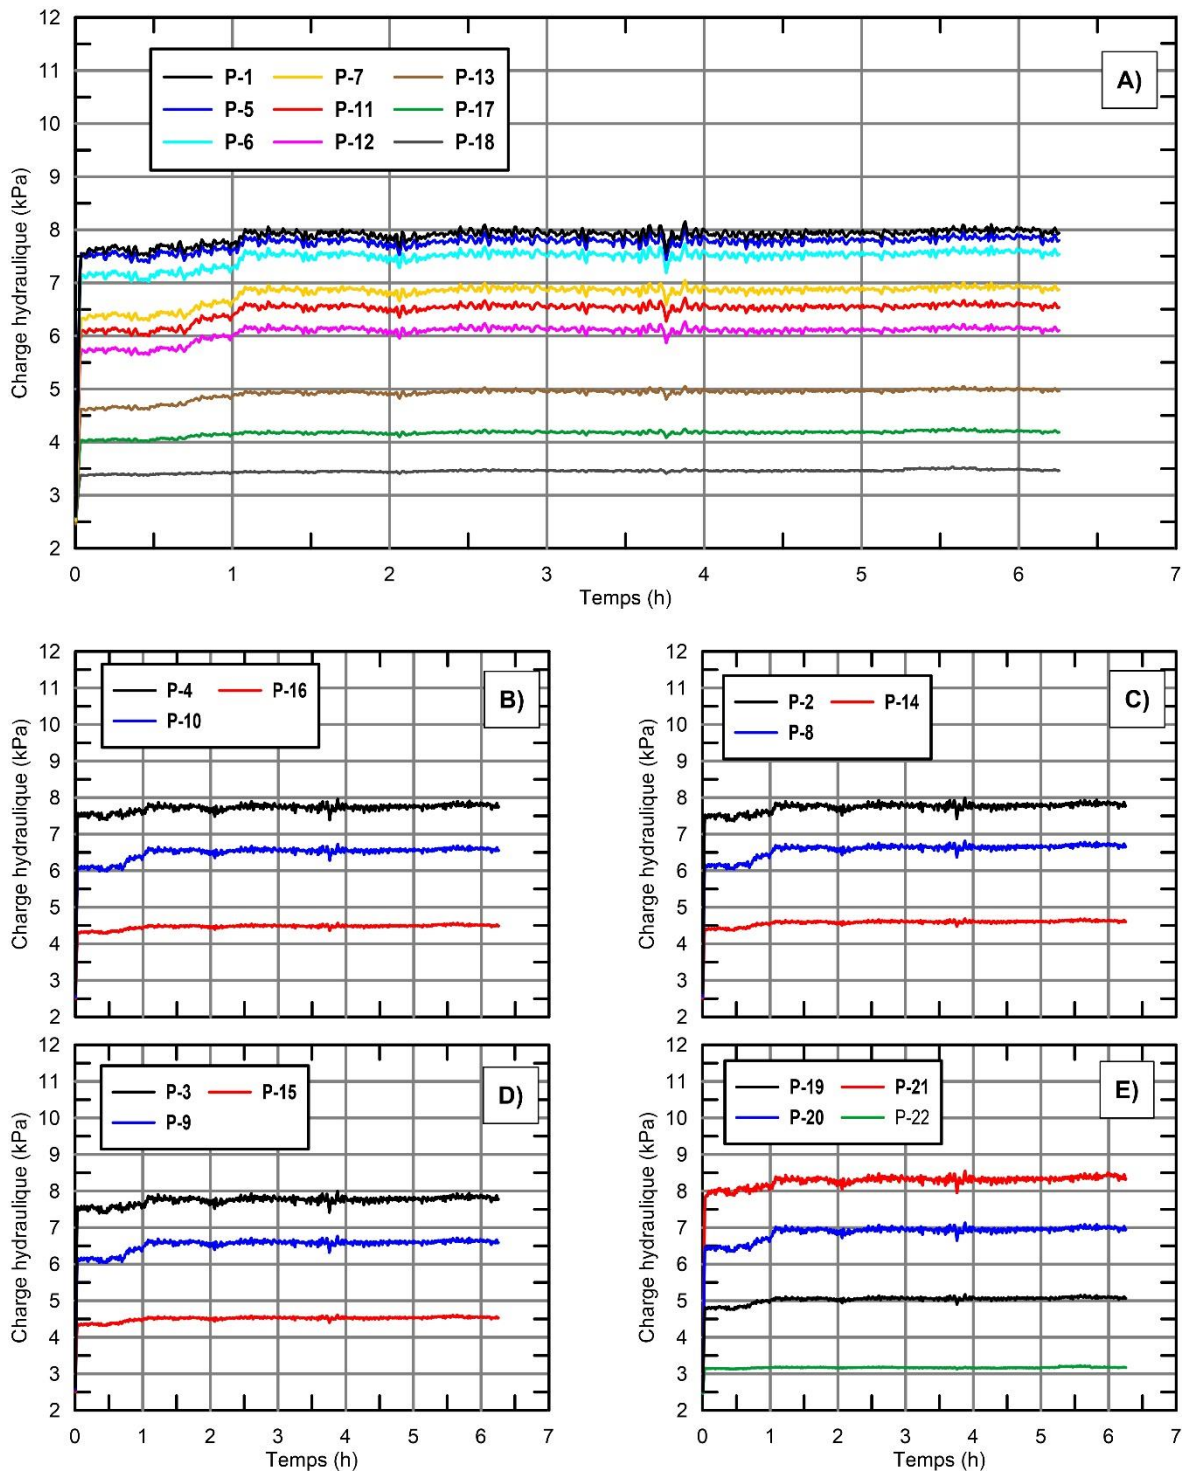 12
11
10
9
8
7
6
5
4
3
2
Charge hydraulique (kPa)
P-1 P-7 P-13
P-5 P-11 P-17
P-6 P-12 P-18
A)
0 1 2 3 4 5 6 7
Temps (h)
12
11
10
9
8
7
6
5
4
3
2
Charge hydraulique (kPa)
P-4 P-16
P-10
B)
12
11
10
9
8
7
6
5
4
3
2
Charge hydraulique (kPa)
P-2 P-14
P-8
C)
12
11
10
9
8
7
6
5
4
3
2
Charge hydraulique (kPa)
P-3 P-15
P-9
D)
0 1 2 3 4 5 6 7
Temps (h)
12
11
10
9
8
7
6
5
4
3
2
Charge hydraulique (kPa)
P-19 P-21
P-20 P-22
E)
0 1 2 3 4 5 6 7
Temps (h)